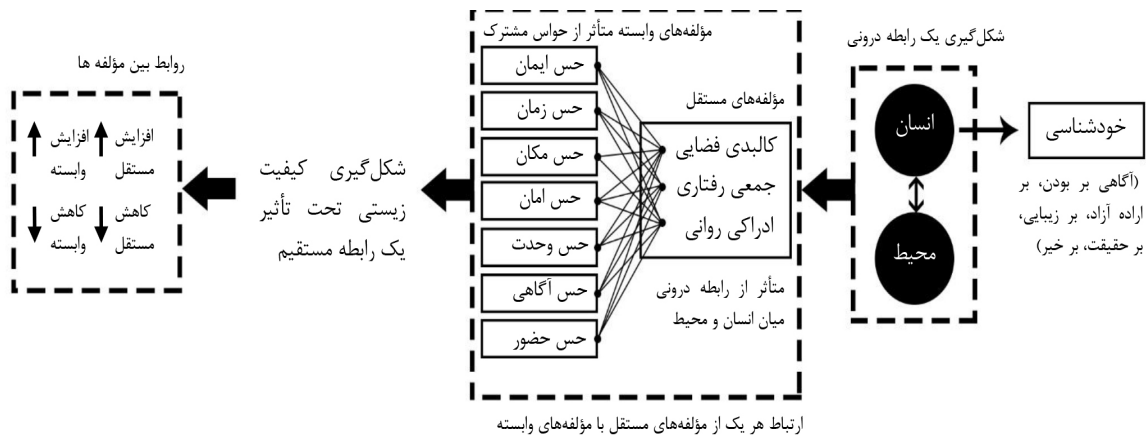 شکل‌گیری یک رابطه درونی
انسان
محیط
خودشناسی
(آگاهی بر بودن، بر
اراده آزاد، بر زیبایی،
بر حقیقت، بر خیر)
مؤلفه‌های وابسته متأثر از حواس مشترک
مؤلفه‌های مستقل
کالبدی فضایی
جمعی رفتاری
ادراکی روانی
متأثر از رابطه درونی
میان انسان و محیط
حس ایمان
حس زمان
حس مکان
حس امان
حس وحدت
حس آگاهی
حس حضور
ارتباط هر یک از مؤلفه‌های مستقل با مؤلفه‌های وابسته
شکل‌گیری کیفیت
زیستی تحت تأثیر
یک رابطه مستقیم
روابط بین مؤلفه ها
افزایش
مستقل
افزایش
وابسته
کاهش
مستقل
کاهش
وابسته